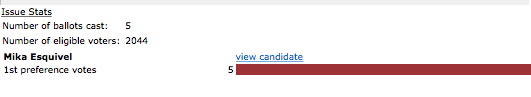 Issue Stats
Number of ballots cast: 5
Number of eligible voters: 2044
Mika Esquivel view candidate
1st preference votes 5